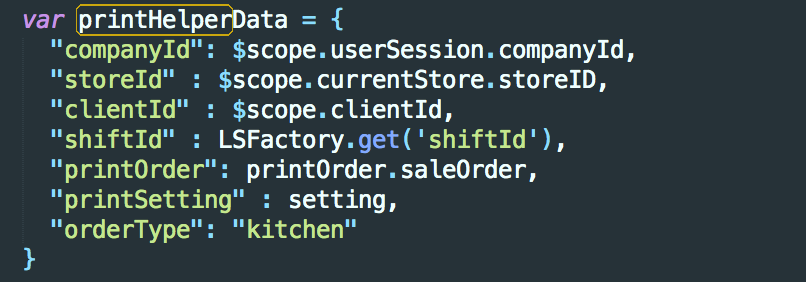 var printHelperData = {
"companyId": $scope.userSession.companyId,
"storeId" : $scope.currentStore.storeID,
"clientId" : $scope.clientId,
"shiftId" : LSFactory.get('shiftId'),
"printOrder": printOrder.saleOrder,
"printSetting" : setting,
"orderType": "kitchen"
}